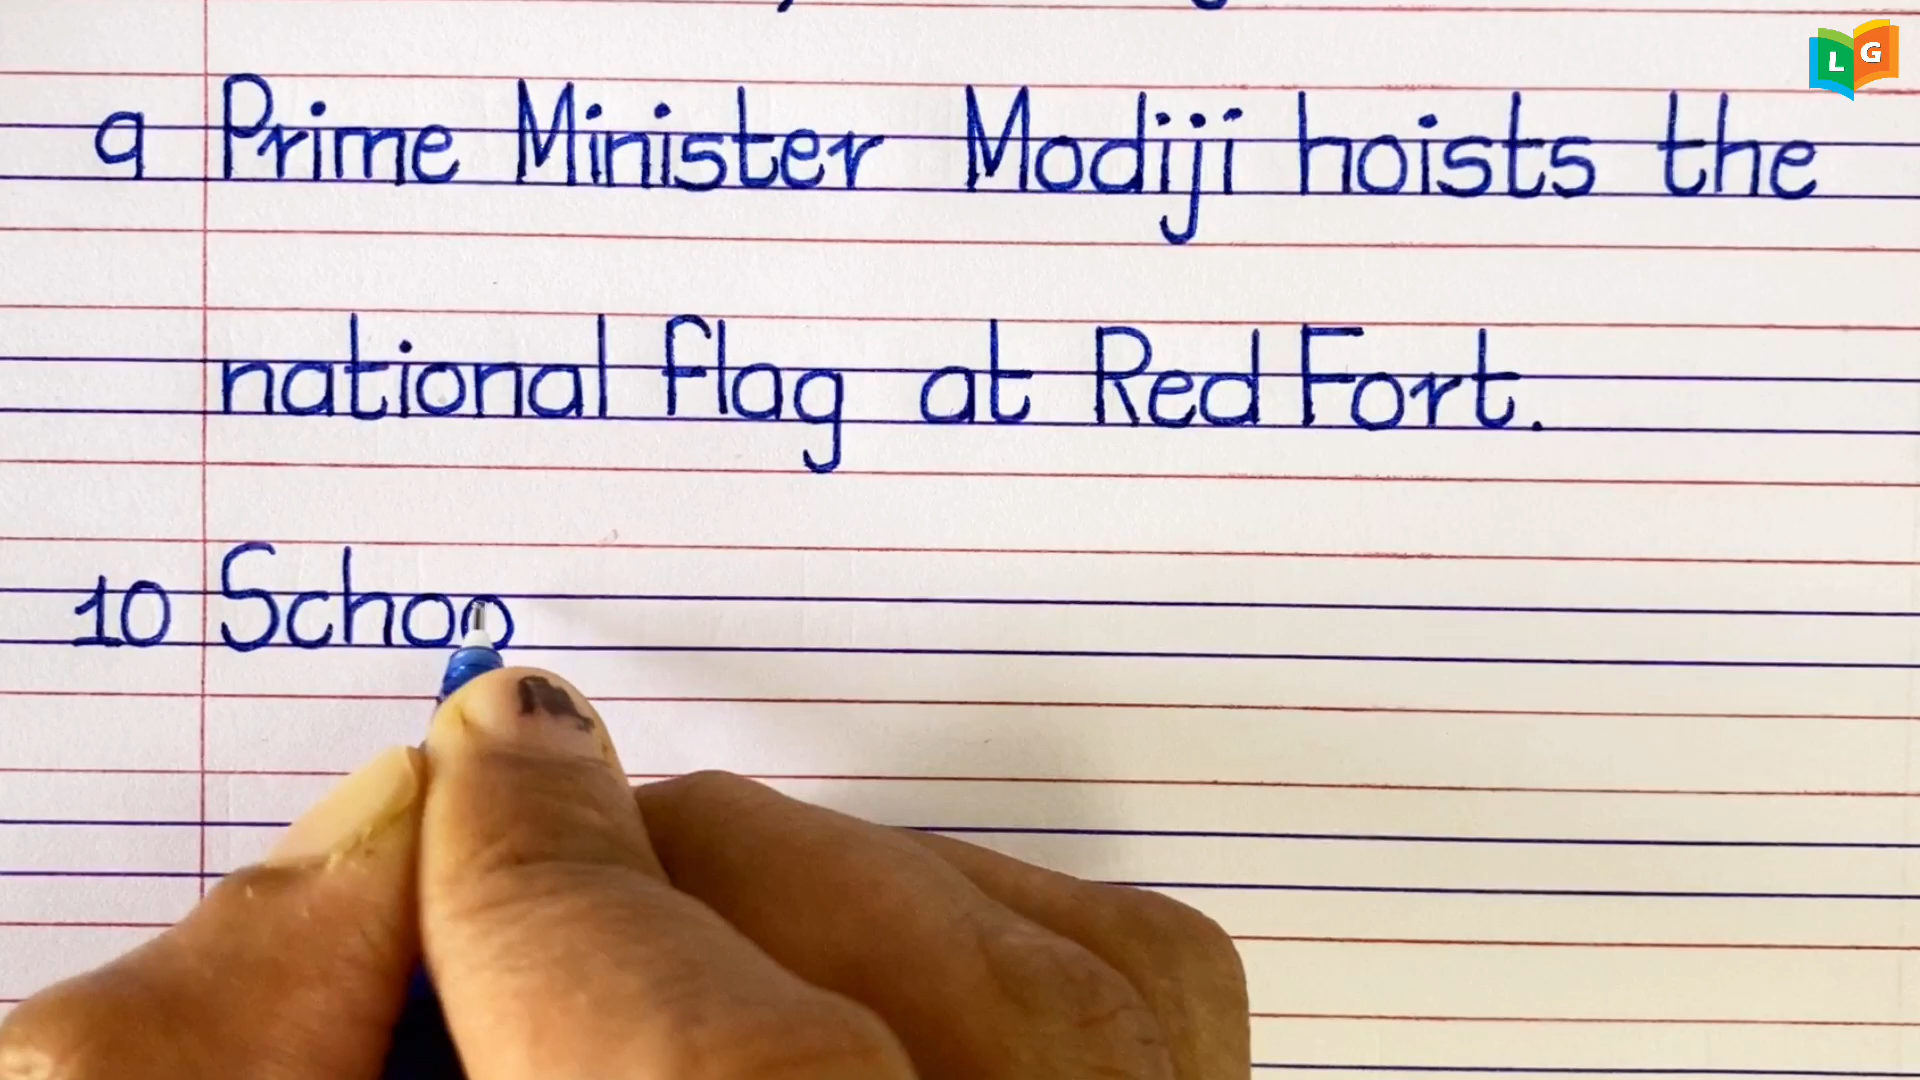 L G
9 Prime Minister Modiji hoists the
national flag at Red Fort.
10 Schoo